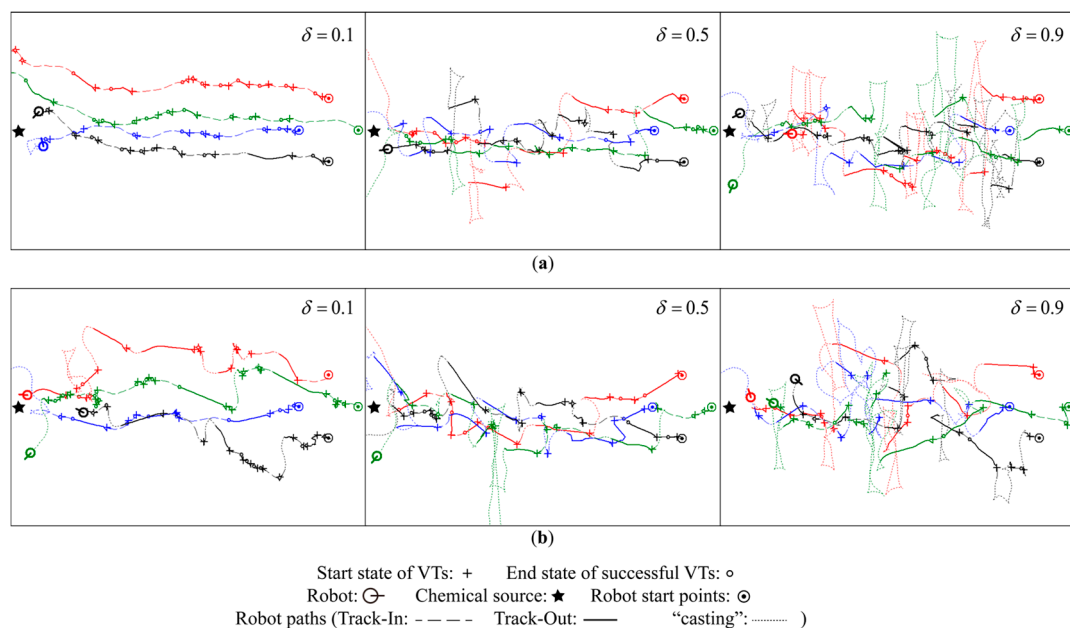 δ = 0.1
δ = 0.5
δ = 0.9
(a)
δ = 0.1
δ = 0.5
δ = 0.9
(b)
Start state of VTs: + End state of successful VTs:
Robot: Chemical source: ★ Robot start points:
Robot paths (Track-In: Track-Out: “casting”: )